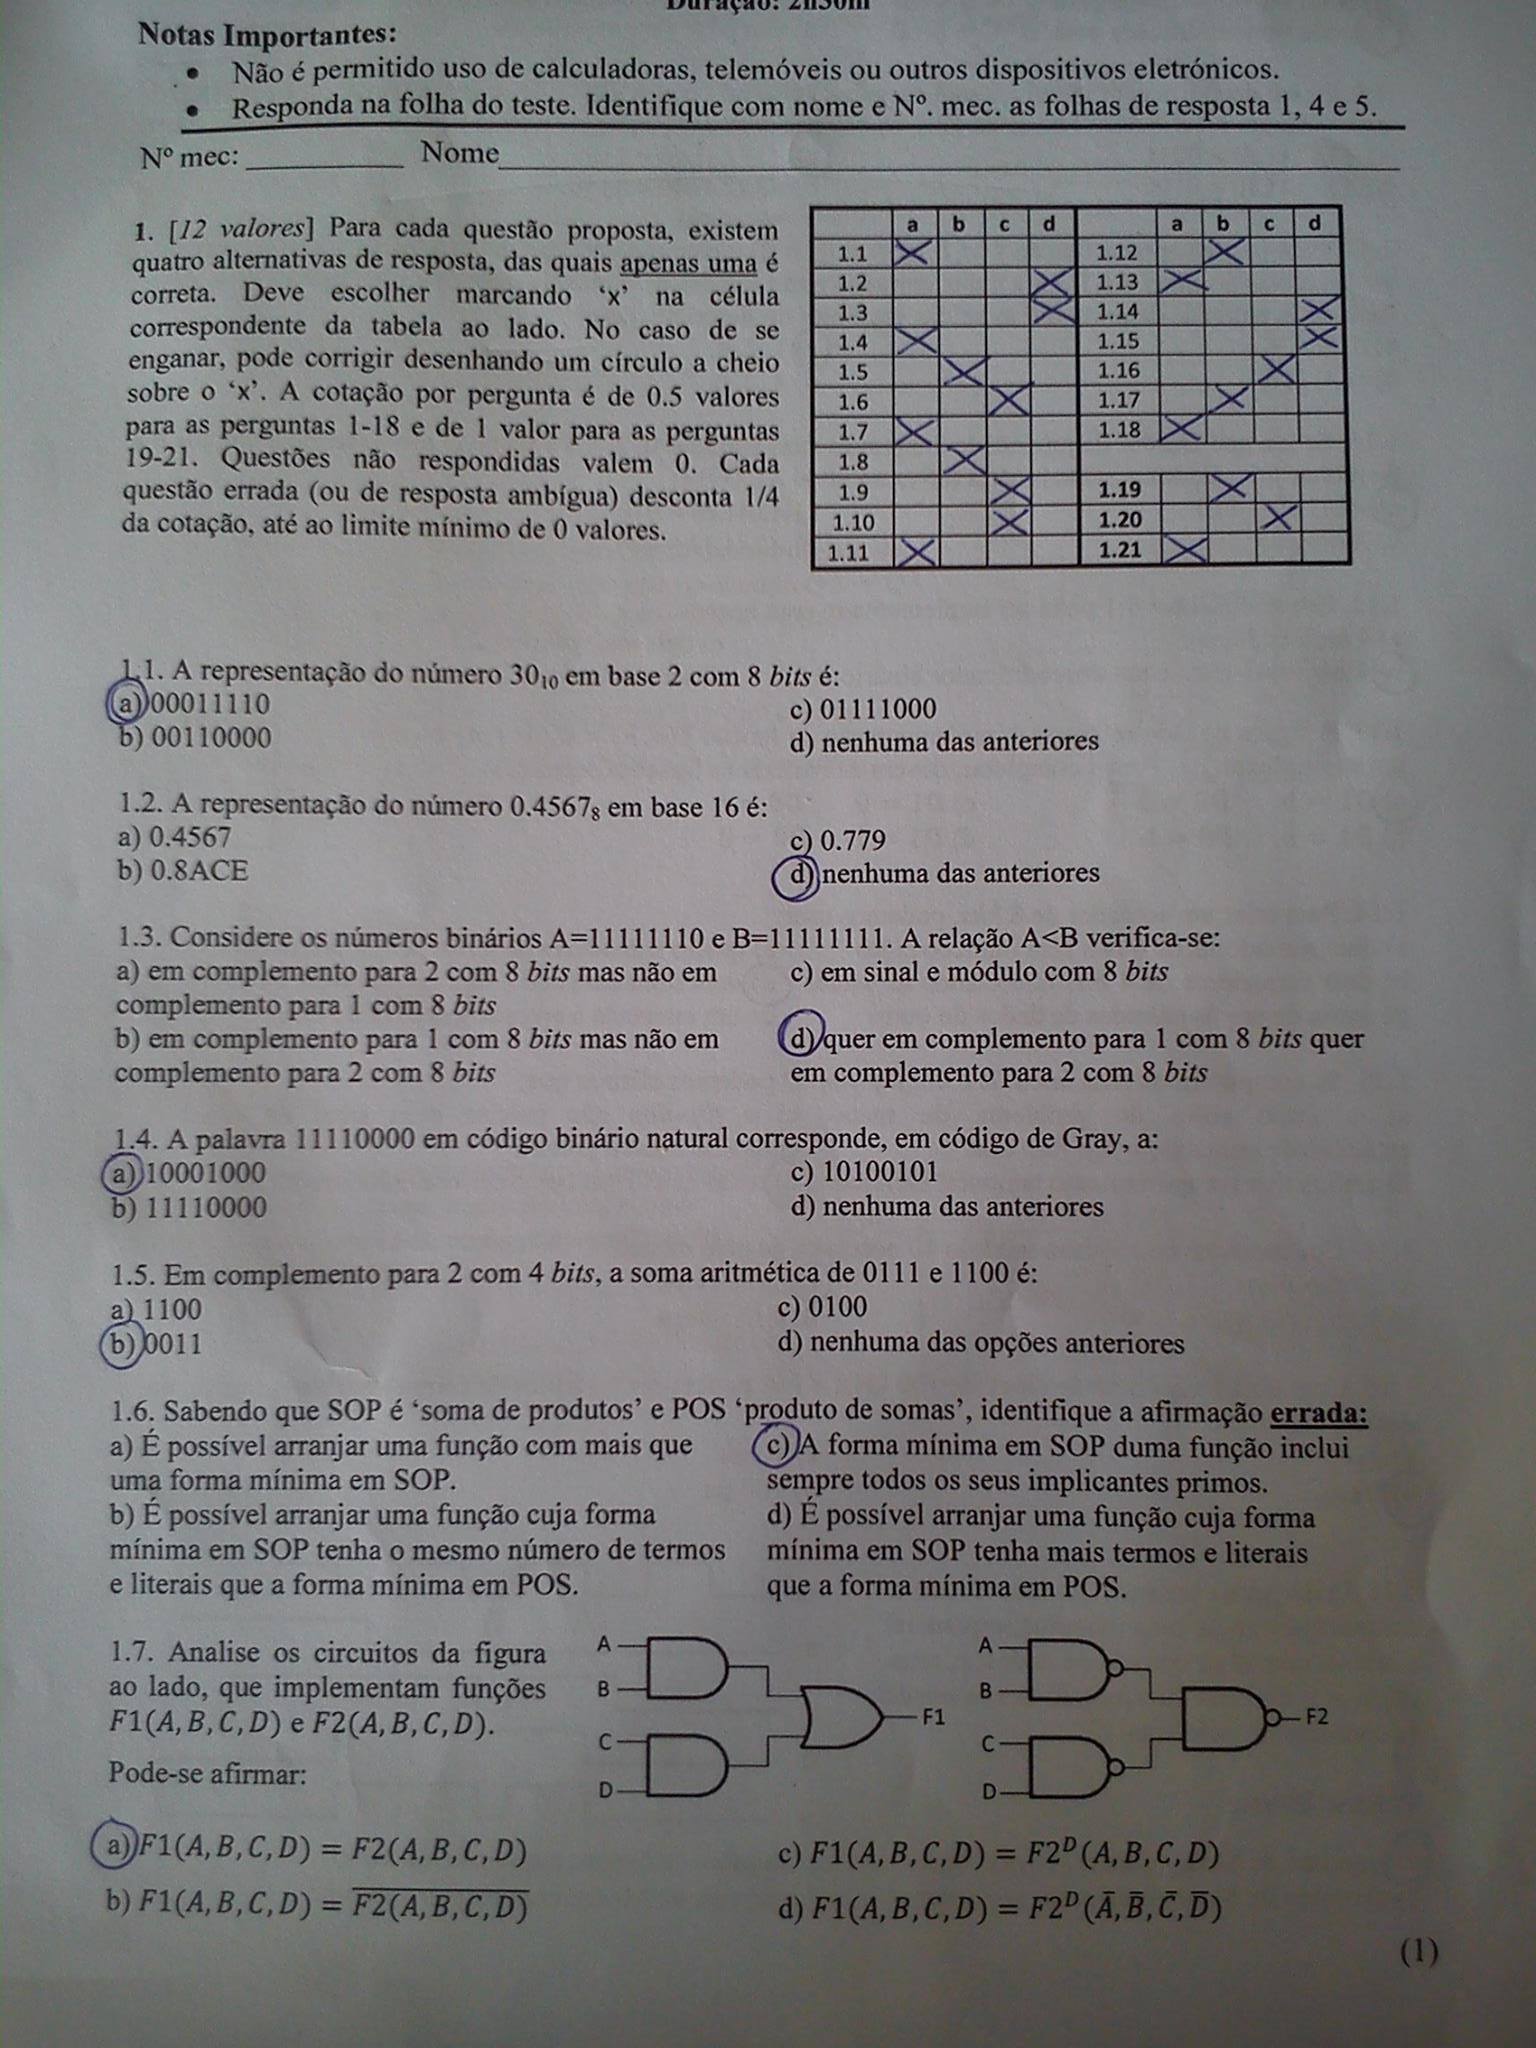 Duração: 2h30m
Notas Importantes:
• Não é permitido uso de calculadoras, telemóveis ou outros dispositivos eletrónicos.
• Responda na folha do teste. Identifique com nome e Nº. mec. as folhas de resposta 1, 4 e 5.
Nº mec: ___________ Nome___________
1. [12 valores] Para cada questão proposta, existem
quatro alternativas de resposta, das quais apenas uma é
correta. Deve escolher marcando ‘x’ na célula
correspondente da tabela ao lado. No caso de se
enganar, pode corrigir desenhando um círculo a cheio
sobre o ‘x’. A cotação por pergunta é de 0.5 valores
para as perguntas 1-18 e de 1 valor para as perguntas
19-21. Questões não respondidas valem 0. Cada
questão errada (ou de resposta ambígua) desconta 1/4
da cotação, até ao limite mínimo de 0 valores.
a b c d a b c d
1.1 X 1.12 X
1.2 X 1.13 X
1.3 X 1.14 X
1.4 X 1.15 X
1.5 X 1.16 X
1.6 X 1.17 X
1.7 X 1.18 X
1.8 X
1.9 X 1.19 X
1.10 X 1.20 X
1.11 X 1.21 X
1.1. A representação do número 30₁₀ em base 2 com 8 bits é:
a) 00011110 c) 01111000
b) 00110000 d) nenhuma das anteriores
1.2. A representação do número 0.4567₈ em base 16 é:
a) 0.4567 c) 0.779
b) 0.8ACE d) nenhuma das anteriores
1.3. Considere os números binários A=11111110 e B=11111111. A relação A<B verifica-se:
a) em complemento para 2 com 8 bits mas não em c) em sinal e módulo com 8 bits
complemento para 1 com 8 bits
b) em complemento para 1 com 8 bits mas não em d) quer em complemento para 1 com 8 bits quer
complemento para 2 com 8 bits em complemento para 2 com 8 bits
1.4. A palavra 11110000 em código binário natural corresponde, em código de Gray, a:
a) 10001000 c) 10100101
b) 11110000 d) nenhuma das anteriores
1.5. Em complemento para 2 com 4 bits, a soma aritmética de 0111 e 1100 é:
a) 1100 c) 0100
b) 0011 d) nenhuma das opções anteriores
1.6. Sabendo que SOP é ‘soma de produtos’ e POS ‘produto de somas’, identifique a afirmação errada:
a) É possível arranjar uma função com mais que c) A forma mínima em SOP duma função inclui
uma forma mínima em SOP. sempre todos os seus implicantes primos.
b) É possível arranjar uma função cuja forma d) É possível arranjar uma função cuja forma
mínima em SOP tenha o mesmo número de termos mínima em SOP tenha mais termos e literais
e literais que a forma mínima em POS. que a forma mínima em POS.
1.7. Analise os circuitos da figura
ao lado, que implementam funções
F1(A, B, C, D) e F2(A, B, C, D).
Pode-se afirmar:
A
B
C
D
F1
A
B
C
D
F2
a) F1(A, B, C, D) = F2(A, B, C, D) c) F1(A, B, C, D) = F2ᴰ(A, B, C, D)
b) F1(A, B, C, D) = F̅2̅(̅A̅,̅ ̅B̅,̅ ̅C̅,̅ ̅D̅)̅ d) F1(A, B, C, D) = F2ᴰ(Ā, B̄, C̄, D̄)
(1)